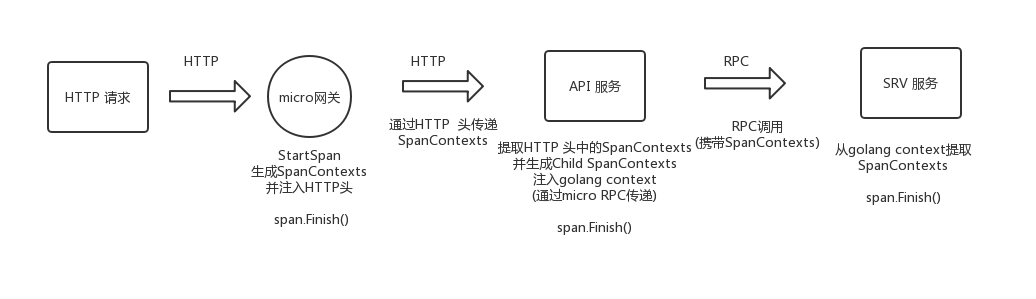 HTTP 请求
HTTP
micro网关
StartSpan
生成SpanContexts
并注入HTTP头
span.Finish()
HTTP
通过HTTP 头传递
SpanContexts
API 服务
提取HTTP 头中的SpanContexts
并生成Child SpanContexts
注入golang context
(通过micro RPC传递)
span.Finish()
RPC
RPC调用
(携带SpanContexts)
SRV 服务
从golang context提取
SpanContexts
span.Finish()